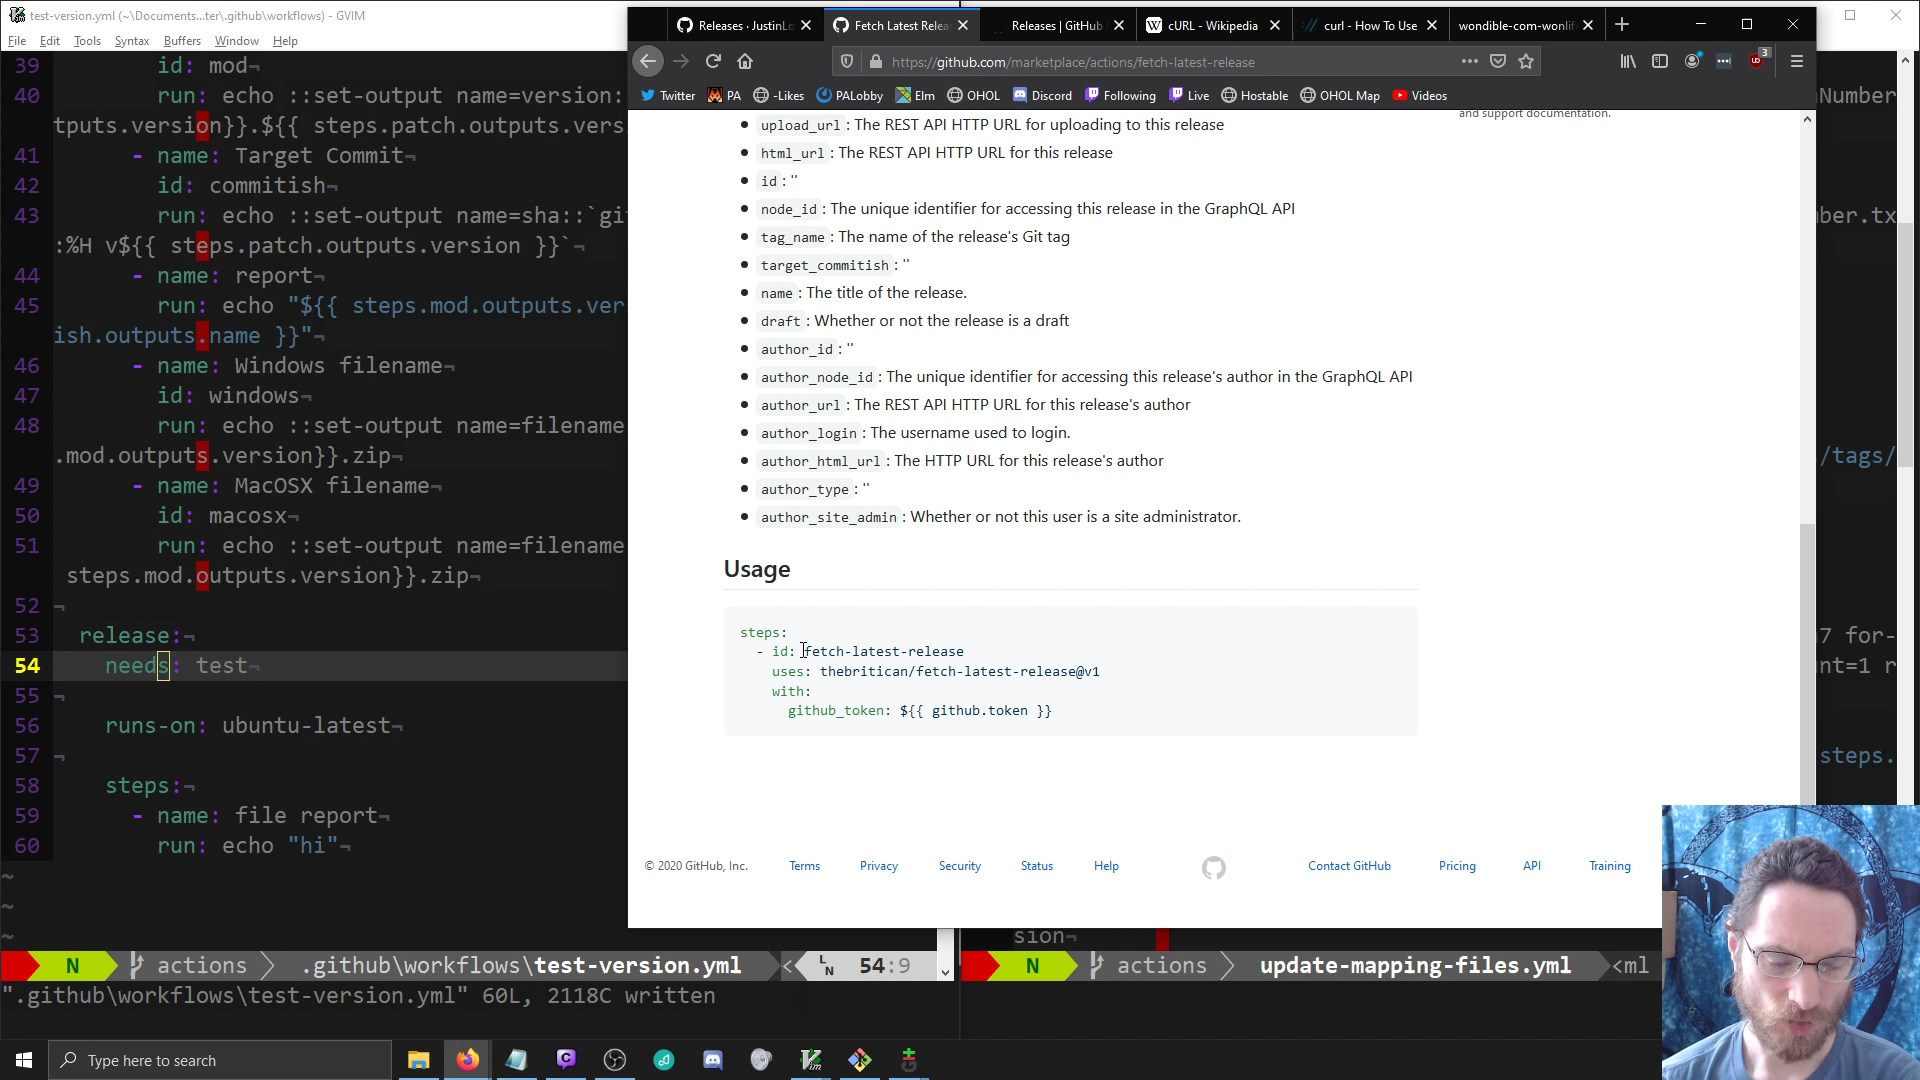 test-version.yml (~\Documents...ter\.github\workflows) - GVIM
File Edit Tools Syntax Buffers Window Help
39 id: mod¬
40 run: echo ::set-output name=version:
tputs.version}}.${{ steps.patch.outputs.vers
41 - name: Target Commit¬
42 id: commitish¬
43 run: echo ::set-output name=sha::`gi
:%H v${{ steps.patch.outputs.version }}`¬
44 - name: report¬
45 run: echo "${{ steps.mod.outputs.ver
ish.outputs.name }}"¬
46 - name: Windows filename¬
47 id: windows¬
48 run: echo ::set-output name=filename
.mod.outputs.version}}.zip¬
49 - name: MacOSX filename¬
50 id: macosx¬
51 run: echo ::set-output name=filename
steps.mod.outputs.version}}.zip¬
52 ¬
53 release:¬
54 needs: test¬
55 ¬
56 runs-on: ubuntu-latest¬
57 ¬
58 steps:¬
59 - name: file report¬
60 run: echo "hi"¬
~
~
~
N actions .github\workflows\test-version.yml < LN 54:9
".github\workflows\test-version.yml" 60L, 2118C written
Releases · JustinLo
Fetch Latest Relea
Releases | GitHub
cURL - Wikipedia
curl - How To Use
wondible-com-wonlif
https://github.com/marketplace/actions/fetch-latest-release
3
Twitter PA -Likes PALobby Elm OHOL Discord Following Live Hostable OHOL Map Videos
and support documentation.
upload_url : The REST API HTTP URL for uploading to this release
html_url : The REST API HTTP URL for this release
id : ''
node_id : The unique identifier for accessing this release in the GraphQL API
tag_name : The name of the release's Git tag
target_commitish : ''
name : The title of the release.
draft : Whether or not the release is a draft
author_id : ''
author_node_id : The unique identifier for accessing this release's author in the GraphQL API
author_url : The REST API HTTP URL for this release's author
author_login : The username used to login.
author_html_url : The HTTP URL for this release's author
author_type : ''
author_site_admin : Whether or not this user is a site administrator.
Usage
steps:
- id: fetch-latest-release
uses: thebritican/fetch-latest-release@v1
with:
github_token: ${{ github.token }}
© 2020 GitHub, Inc. Terms Privacy Security Status Help Contact GitHub Pricing API Training
nNumber
ber.tx
/tags/
7 for-
nt=1 r
steps.
sion¬
N actions update-mapping-files.yml <ml
Type here to search